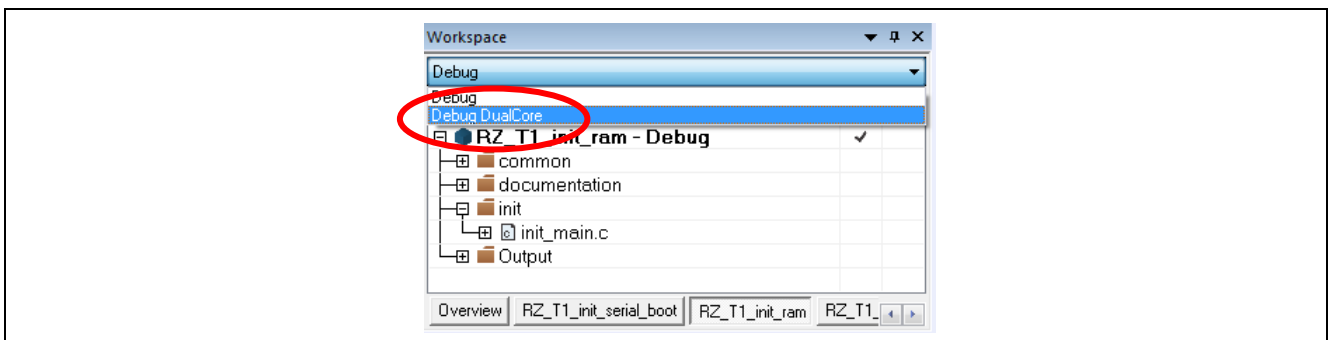 Workspace
Debug
Debug
Debug DualCore
RZ_T1_init_ram - Debug
common
documentation
init
init_main.c
Output
Overview RZ_T1_init_serial_boot RZ_T1_init_ram RZ_T1_